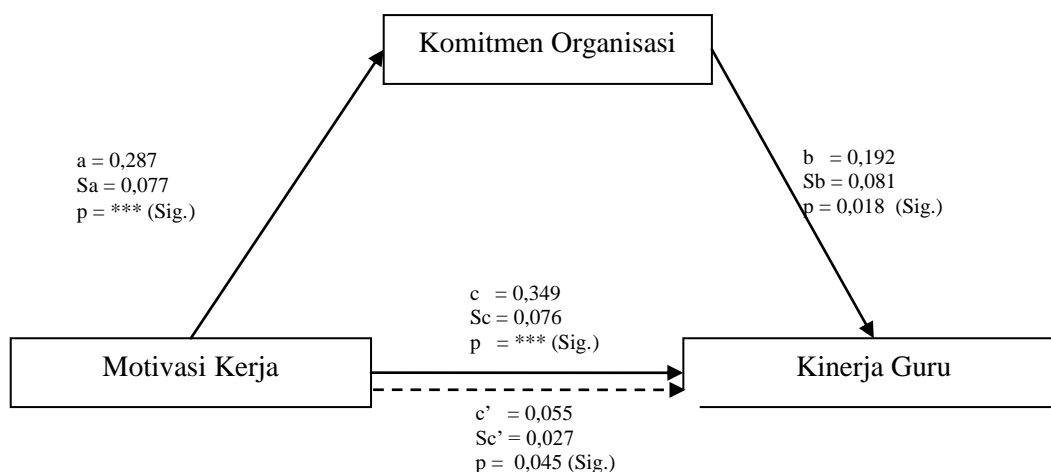 Komitmen Organisasi
a = 0,287
Sa = 0,077
p = *** (Sig.)
b = 0,192
Sb = 0,081
p = 0,018 (Sig.)
c = 0,349
Sc = 0,076
p = *** (Sig.)
Motivasi Kerja
Kinerja Guru
c’ = 0,055
Sc’ = 0,027
p = 0,045 (Sig.)